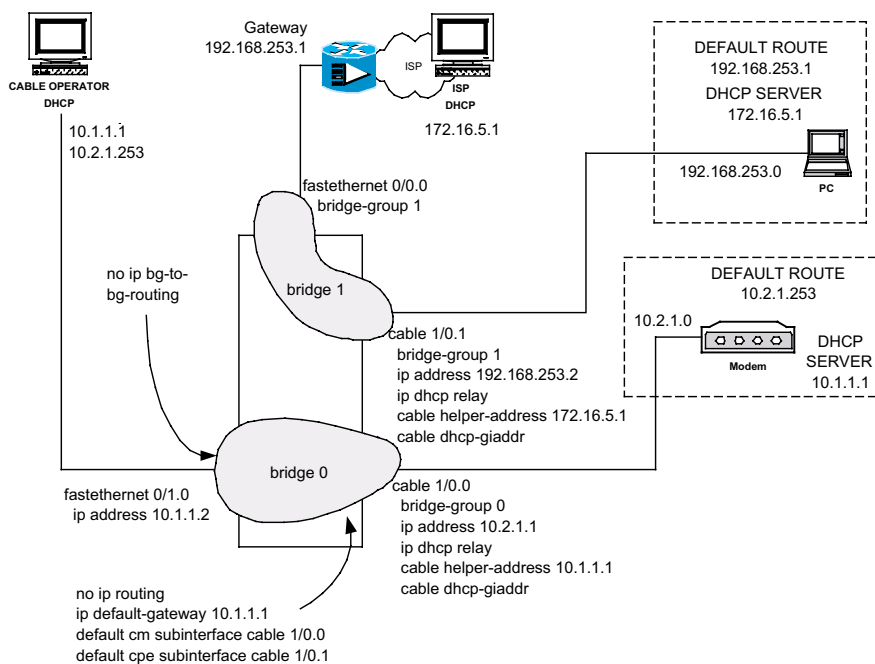 CABLE OPERATOR
DHCP
10.1.1.1
10.2.1.253
Gateway
192.168.253.1
ISP
ISP
DHCP
172.16.5.1
DEFAULT ROUTE
192.168.253.1
DHCP SERVER
172.16.5.1
192.168.253.0
PC
fastethernet 0/0.0
bridge-group 1
no ip bg-to-
bg-routing
bridge 1
DEFAULT ROUTE
10.2.1.253
10.2.1.0
Modem
DHCP
SERVER
10.1.1.1
cable 1/0.1
bridge-group 1
ip address 192.168.253.2
ip dhcp relay
cable helper-address 172.16.5.1
cable dhcp-giaddr
bridge 0
fastethernet 0/1.0
ip address 10.1.1.2
cable 1/0.0
bridge-group 0
ip address 10.2.1.1
ip dhcp relay
cable helper-address 10.1.1.1
cable dhcp-giaddr
no ip routing
ip default-gateway 10.1.1.1
default cm subinterface cable 1/0.0
default cpe subinterface cable 1/0.1